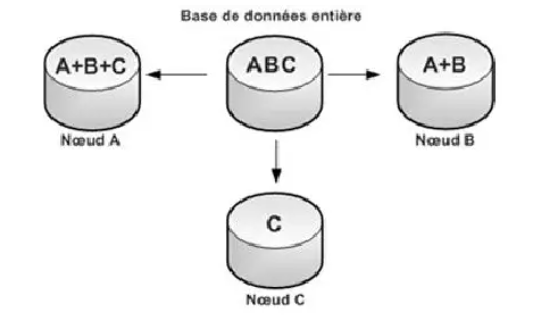 Base de données entière
A+B+C
ABC
A+B
Nœud A
Nœud B
C
Nœud C